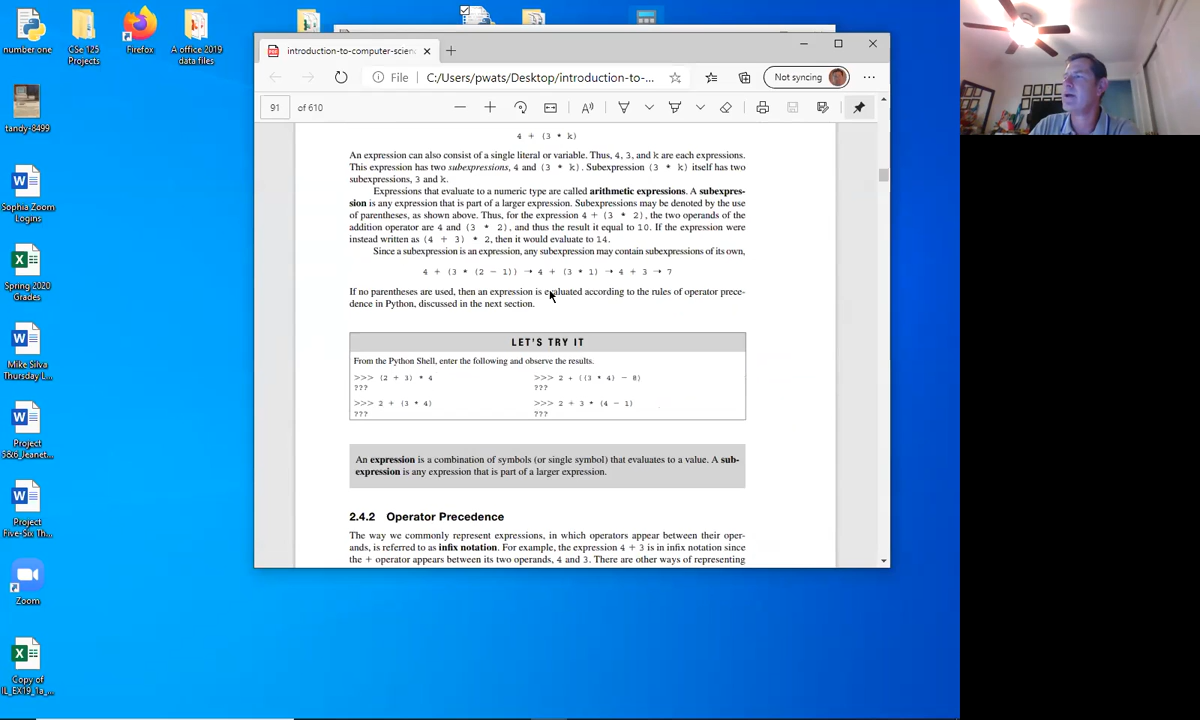 number.one
CSe 125
Projects
Firefox
A office 2019
data files
tandy-8499
Sophia Zoom
Logins
Spring 2020
Grades
Mike Silva
Thursday L...
Project
5&6_Jeanet...
Project
Five-Six Th...
Zoom
Copy of
IL_EX19_1a_...
introduction-to-computer-scien
File C:/Users/pwats/Desktop/introduction-to-...
Not syncing
91 of 610
4 + (3 * k)
An expression can also consist of a single literal or variable. Thus, 4, 3, and k are each expressions.
This expression has two subexpressions, 4 and (3 * k). Subexpression (3 * k) itself has two
subexpressions, 3 and k.
Expressions that evaluate to a numeric type are called arithmetic expressions. A subexpres-
sion is any expression that is part of a larger expression. Subexpressions may be denoted by the use
of parentheses, as shown above. Thus, for the expression 4 + (3 * 2), the two operands of the
addition operator are 4 and (3 * 2), and thus the result it equal to 10. If the expression were
instead written as (4 + 3) * 2, then it would evaluate to 14.
Since a subexpression is an expression, any subexpression may contain subexpressions of its own,
4 + (3 * (2 − 1)) → 4 + (3 * 1) → 4 + 3 → 7
If no parentheses are used, then an expression is evaluated according to the rules of operator prece-
dence in Python, discussed in the next section.
LET'S TRY IT
From the Python Shell, enter the following and observe the results.
>>> (2 + 3) * 4
???
>>> 2 + (3 * 4)
???
>>> 2 + ((3 * 4) − 8)
???
>>> 2 + 3 * (4 − 1)
???
An expression is a combination of symbols (or single symbol) that evaluates to a value. A sub-
expression is any expression that is part of a larger expression.
2.4.2 Operator Precedence
The way we commonly represent expressions, in which operators appear between their oper-
ands, is referred to as infix notation. For example, the expression 4 + 3 is in infix notation since
the + operator appears between its two operands, 4 and 3. There are other ways of representing